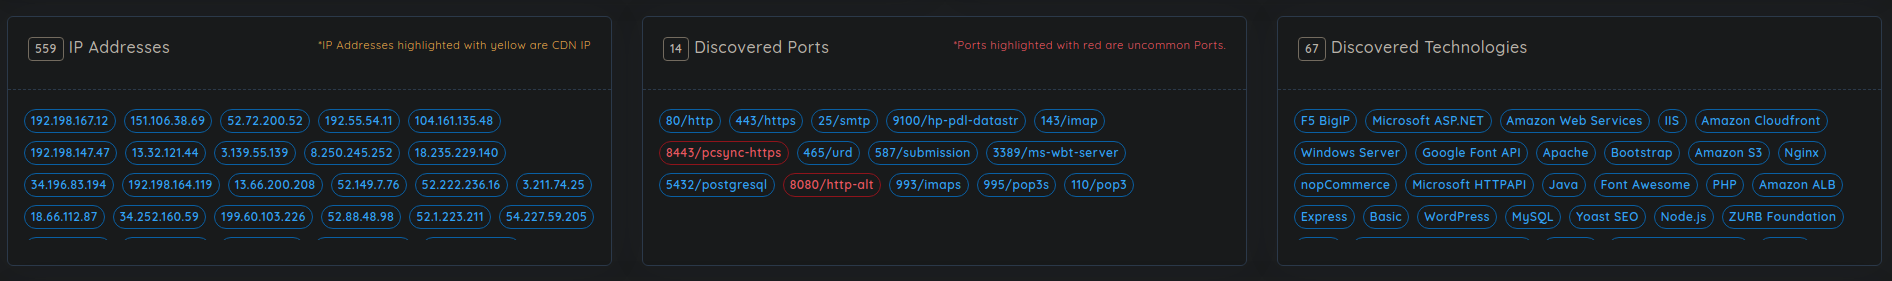 559 IP Addresses *IP Addresses highlighted with yellow are CDN IP
192.198.167.12 151.106.38.69 52.72.200.52 192.55.54.11 104.161.135.48
192.198.147.47 13.32.121.44 3.139.55.139 8.250.245.252 18.235.229.140
34.196.83.194 192.198.164.119 13.66.200.208 52.149.7.76 52.222.236.16 3.211.74.25
18.66.112.87 34.252.160.59 199.60.103.226 52.88.48.98 52.1.223.211 54.227.59.205
14 Discovered Ports *Ports highlighted with red are uncommon Ports.
80/http 443/https 25/smtp 9100/hp-pdl-datastr 143/imap
8443/pcsync-https 465/urd 587/submission 3389/ms-wbt-server
5432/postgresql 8080/http-alt 993/imaps 995/pop3s 110/pop3
67 Discovered Technologies
F5 BigIP Microsoft ASP.NET Amazon Web Services IIS Amazon Cloudfront
Windows Server Google Font API Apache Bootstrap Amazon S3 Nginx
nopCommerce Microsoft HTTPAPI Java Font Awesome PHP Amazon ALB
Express Basic WordPress MySQL Yoast SEO Node.js ZURB Foundation